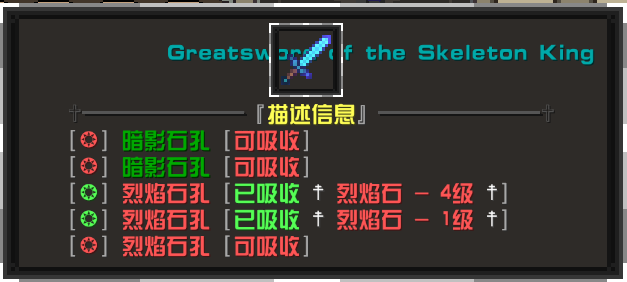 Greatsword of the Skeleton King
『描述信息』
[❂] 暗影石孔 [可吸收]
[❂] 暗影石孔 [可吸收]
[❂] 烈焰石孔 [已吸收 † 烈焰石 - 4级 †]
[❂] 烈焰石孔 [已吸收 † 烈焰石 - 1级 †]
[❂] 烈焰石孔 [可吸收]